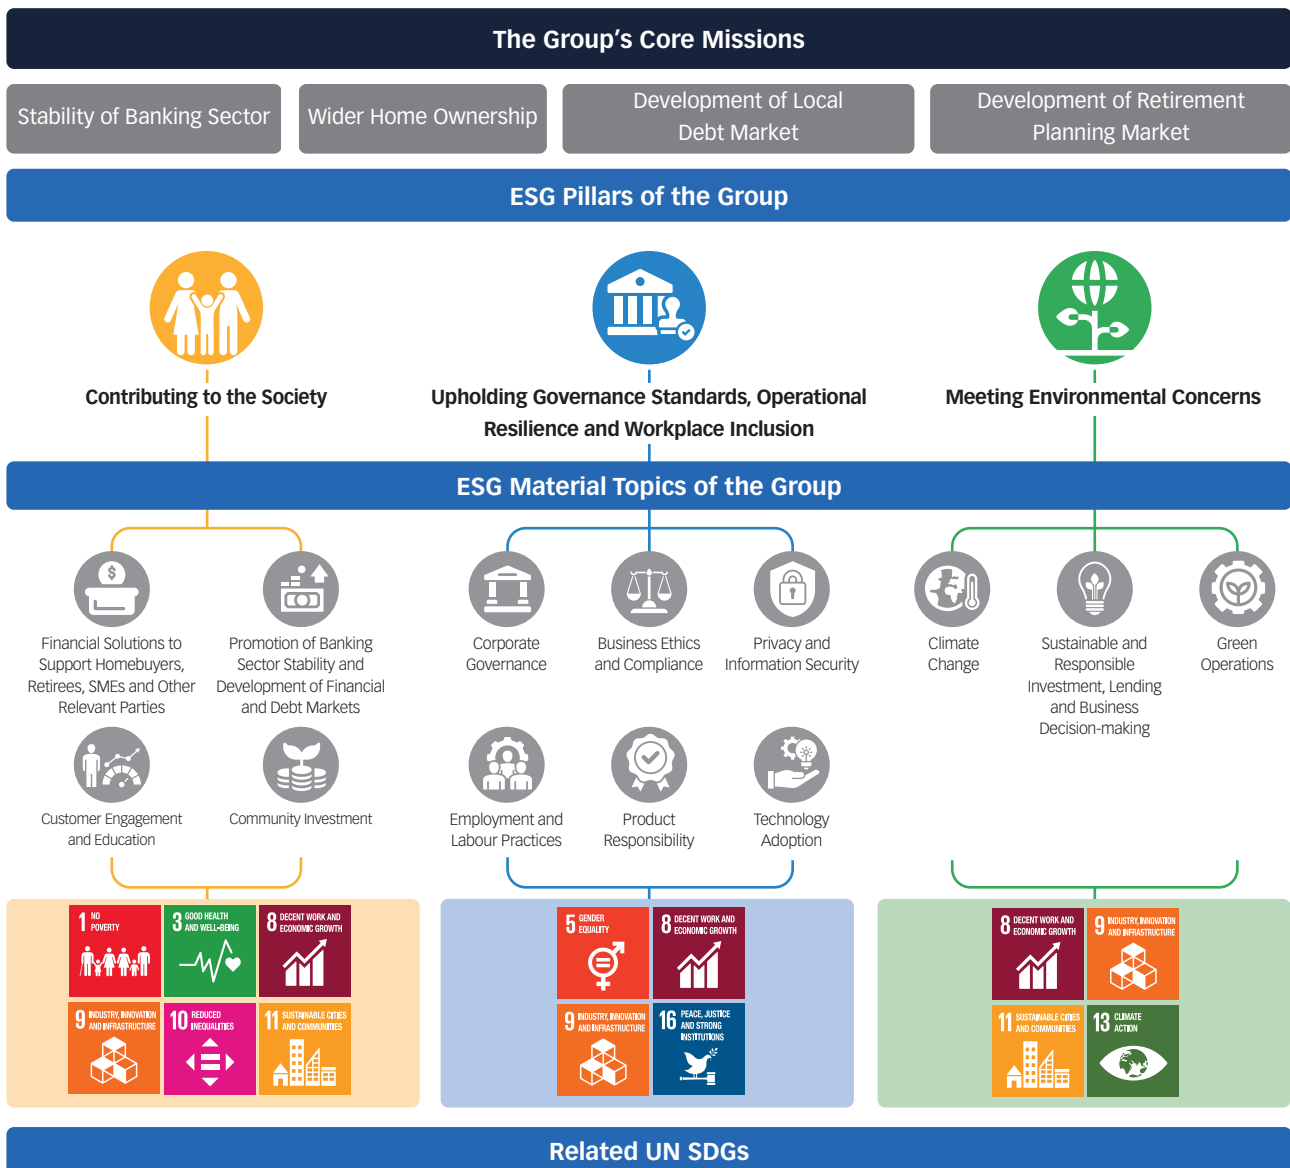 The Group's Core Missions
Stability of Banking Sector
Wider Home Ownership
Development of Local
Debt Market
Development of Retirement
Planning Market
ESG Pillars of the Group
Contributing to the Society
Upholding Governance Standards, Operational
Resilience and Workplace Inclusion
Meeting Environmental Concerns
ESG Material Topics of the Group
$
Financial Solutions to
Support Homebuyers,
Retirees, SMEs and Other
Relevant Parties
Promotion of Banking
Sector Stability and
Development of Financial
and Debt Markets
Corporate
Governance
Business Ethics
and Compliance
Privacy and
Information Security
Climate
Change
Sustainable and
Responsible
Investment, Lending
and Business
Decision-making
Green
Operations
Customer Engagement
and Education
Community Investment
Employment and
Labour Practices
Product
Responsibility
Technology
Adoption
1 NO
POVERTY
3 GOOD HEALTH
AND WELL-BEING
8 DECENT WORK AND
ECONOMIC GROWTH
9 INDUSTRY, INNOVATION
AND INFRASTRUCTURE
10 REDUCED
INEQUALITIES
11 SUSTAINABLE CITIES
AND COMMUNITIES
5 GENDER
EQUALITY
8 DECENT WORK AND
ECONOMIC GROWTH
9 INDUSTRY, INNOVATION
AND INFRASTRUCTURE
16 PEACE, JUSTICE
AND STRONG
INSTITUTIONS
8 DECENT WORK AND
ECONOMIC GROWTH
9 INDUSTRY, INNOVATION
AND INFRASTRUCTURE
11 SUSTAINABLE CITIES
AND COMMUNITIES
13 CLIMATE
ACTION
Related UN SDGs